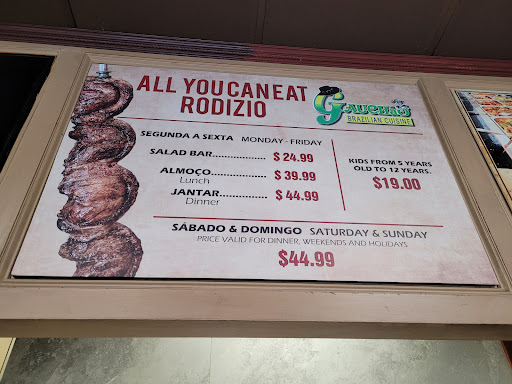 ALL YOU CAN EAT
RODIZIO
GAUCHAO
BRAZILIAN CUISINE
SEGUNDA A SEXTA MONDAY - FRIDAY
SALAD BAR............... $ 24.99
ALMOÇO.............. $ 39.99
Lunch
JANTAR................. $ 44.99
Dinner
KIDS FROM 5 YEARS
OLD TO 12 YEARS.
$19.00
SÁBADO & DOMINGO SATURDAY & SUNDAY
PRICE VALID FOR DINNER, WEEKENDS AND HOLIDAYS
$44.99